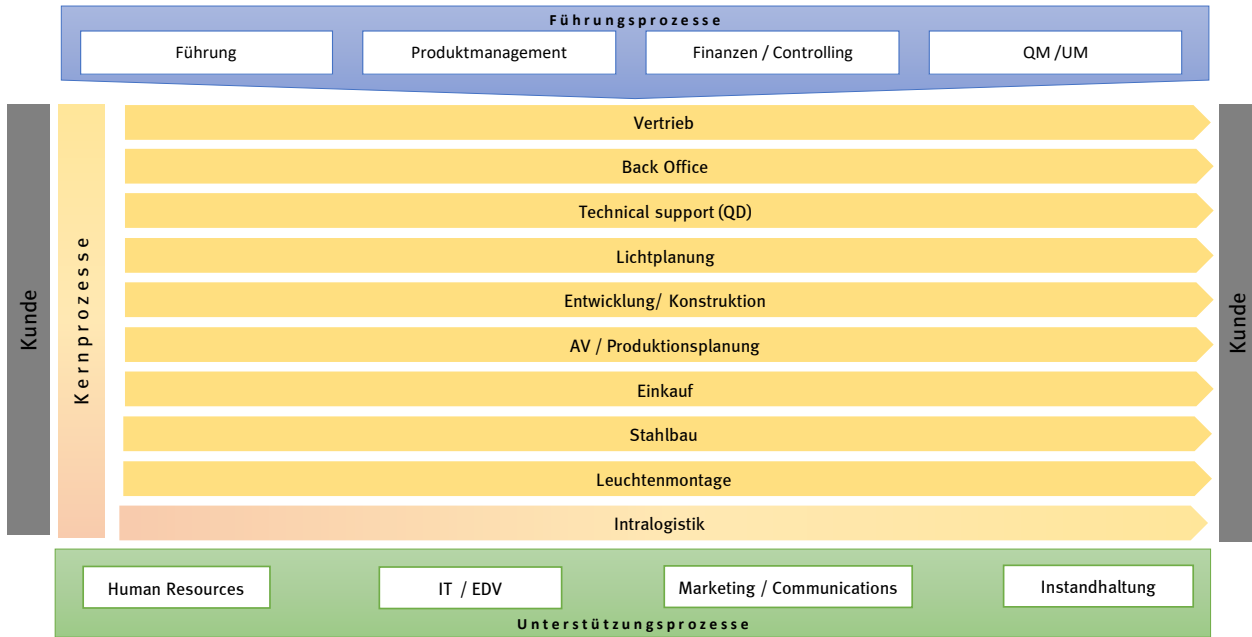 Führungsprozesse
Führung
Produktmanagement
Finanzen / Controlling
QM /UM
Kunde
Kernprozesse
Vertrieb
Back Office
Technical support (QD)
Lichtplanung
Entwicklung/ Konstruktion
AV / Produktionsplanung
Einkauf
Stahlbau
Leuchtenmontage
Intralogistik
Kunde
Human Resources
IT / EDV
Marketing / Communications
Instandhaltung
Unterstützungsprozesse